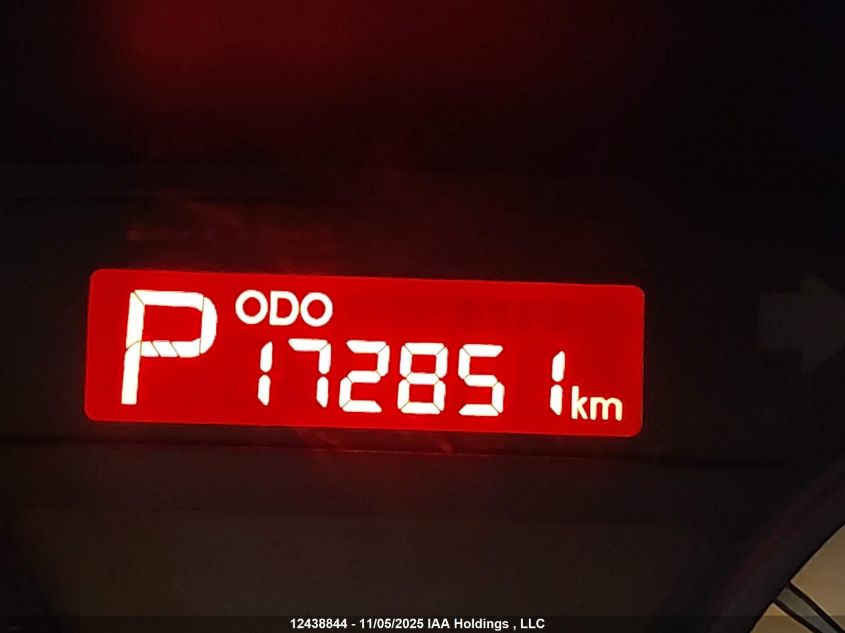 P ODO
172851 km
12438844 - 11/05/2025 IAA Holdings , LLC